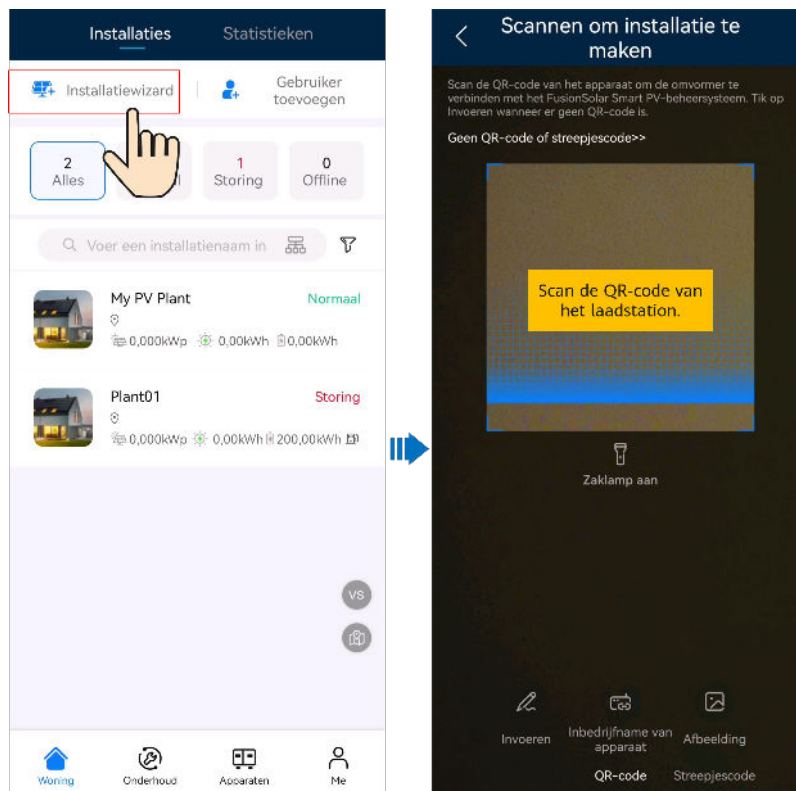 Installaties
Statistieken
Installatiewizard
Gebruiker
toevoegen
2
Alles
1
Storing
0
Offline
Voer een installatienaam in
My PV Plant
Normaal
0,000kWp 0,00kWh 0,00kWh
Plant01
Storing
0,000kWp 0,00kWh 200,00kWh
VS
Woning
Onderhoud
Apparaten
Me
Scannen om installatie te
maken
Scan de QR-code van het apparaat om de omvormer te
verbinden met het FusionSolar Smart PV-beheersysteem. Tik op
Invoeren wanneer er geen QR-code is.
Geen QR-code of streepjescode>>
Scan de QR-code van
het laadstation.
Zaklamp aan
Invoeren
Inbedrijfname van
apparaat
Afbeelding
QR-code
Streepjescode